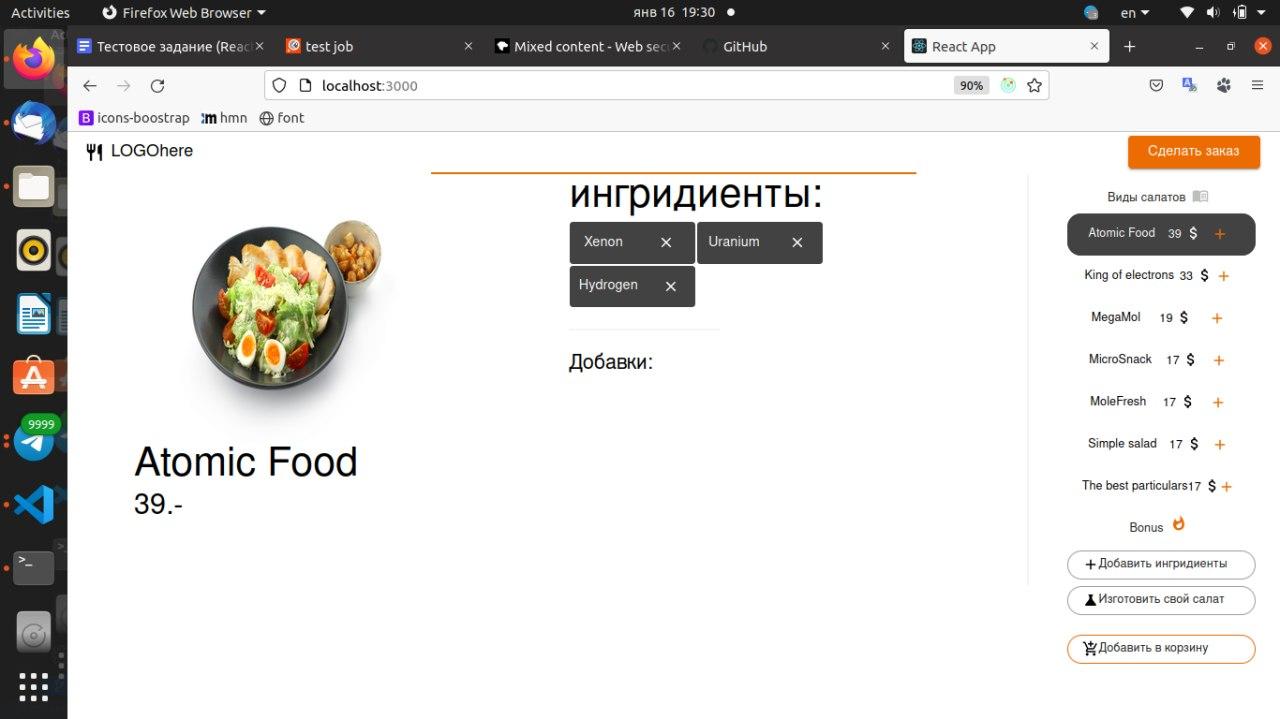 Activities
Firefox Web Browser
янв 16 19:30
en
Тестовое задание (Reac
test job
Mixed content - Web sec
GitHub
React App
localhost:3000
90%
icons-boostrap
hmn
font
LOGOhere
Сделать заказ
ингридиенты:
Xenon
Uranium
Hydrogen
Добавки:
Atomic Food
39.-
Виды салатов
Atomic Food 39 $ +
King of electrons 33 $ +
MegaMol 19 $ +
MicroSnack 17 $ +
MoleFresh 17 $ +
Simple salad 17 $ +
The best particulars17 $ +
Bonus
Добавить ингридиенты
Изготовить свой салат
Добавить в корзину
9999